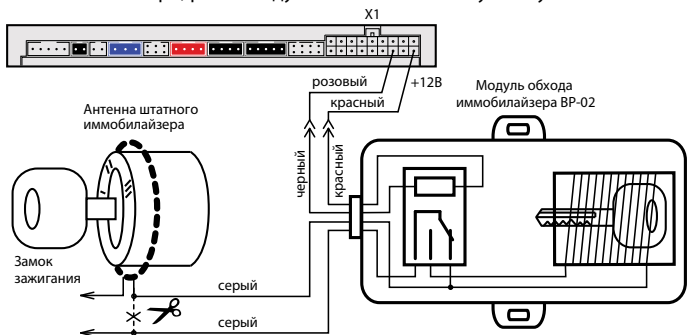 X1
розовый
+12В
красный
Модуль обхода
иммобилайзера BP-02
Антенна штатного
иммобилайзера
черный
красный
Замок
зажигания
серый
серый